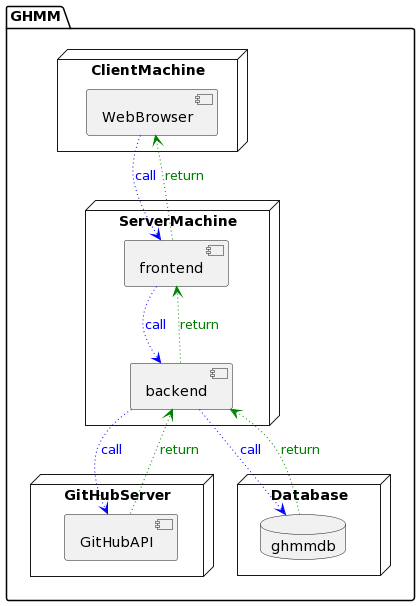 GHMM
ClientMachine
WebBrowser
call
return
ServerMachine
frontend
call
return
backend
call
return
call
return
GitHubServer
Database
GitHubAPI
ghmmdb